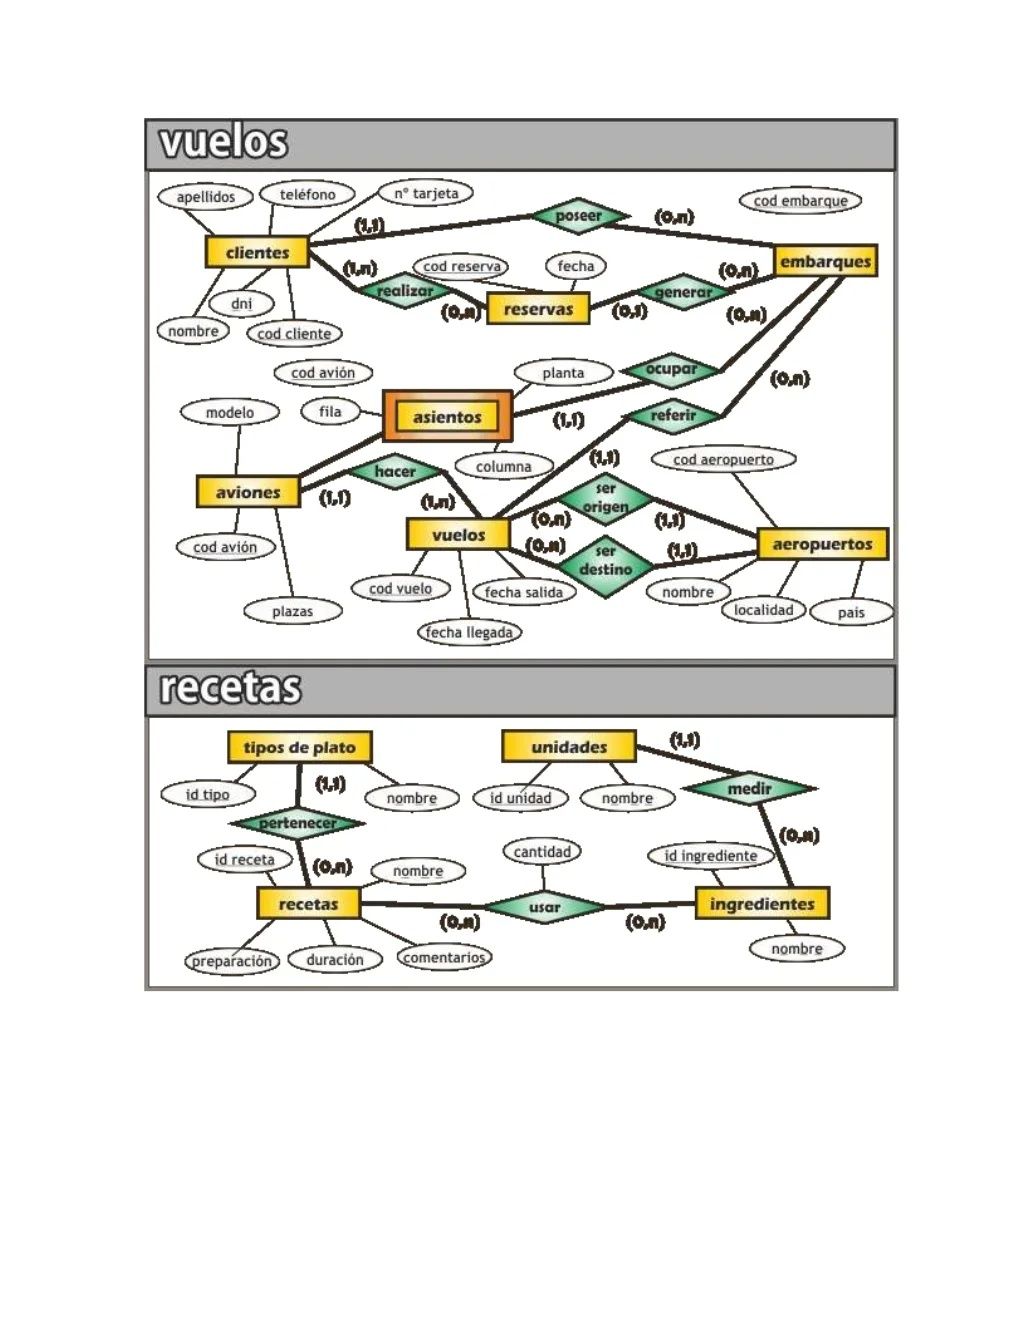 vuelos
apellidos
teléfono
nº tarjeta
cod embarque
poseer
(1,1)
(0,n)
clientes
embarques
(1,n)
cod reserva
fecha
(0,n)
realizar
generar
dni
(0,n)
reservas
(0,1)
(0,n)
nombre
cod cliente
cod avión
planta
ocupar
(0,n)
modelo
fila
asientos
(1,1)
referir
hacer
columna
(1,1)
cod aeropuerto
aviones
(1,1)
(1,n)
ser
origen
(0,n)
(1,1)
vuelos
cod avión
(0,n)
ser
destino
(1,1)
aeropuertos
cod vuelo
fecha salida
nombre
plazas
localidad
pais
fecha llegada
recetas
tipos de plato
unidades
(1,1)
id tipo
(1,1)
nombre
id unidad
nombre
medir
pertenecer
(0,n)
id receta
(0,n)
nombre
cantidad
id ingrediente
recetas
usar
ingredientes
(0,n)
(0,n)
preparación
duración
comentarios
nombre